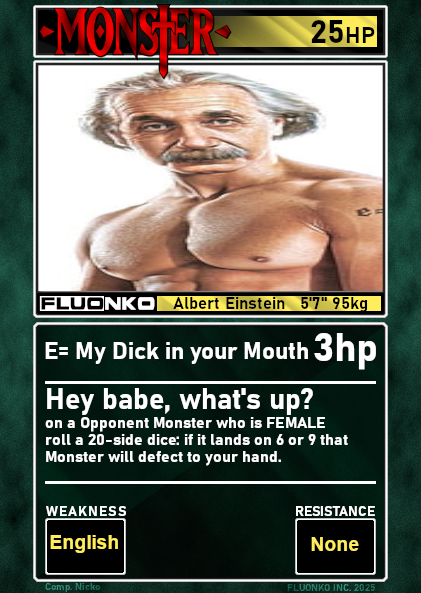 MONSTER
25HP
e=
FLUONKO Albert Einstein 5'7" 95kg
E= My Dick in your Mouth 3hp
Hey babe, what's up?
on a Opponent Monster who is FEMALE
roll a 20-side dice: if it lands on 6 or 9 that
Monster will defect to your hand.
WEAKNESS RESISTANCE
English None
Comp. Nicko FLUONKO INC. 2025